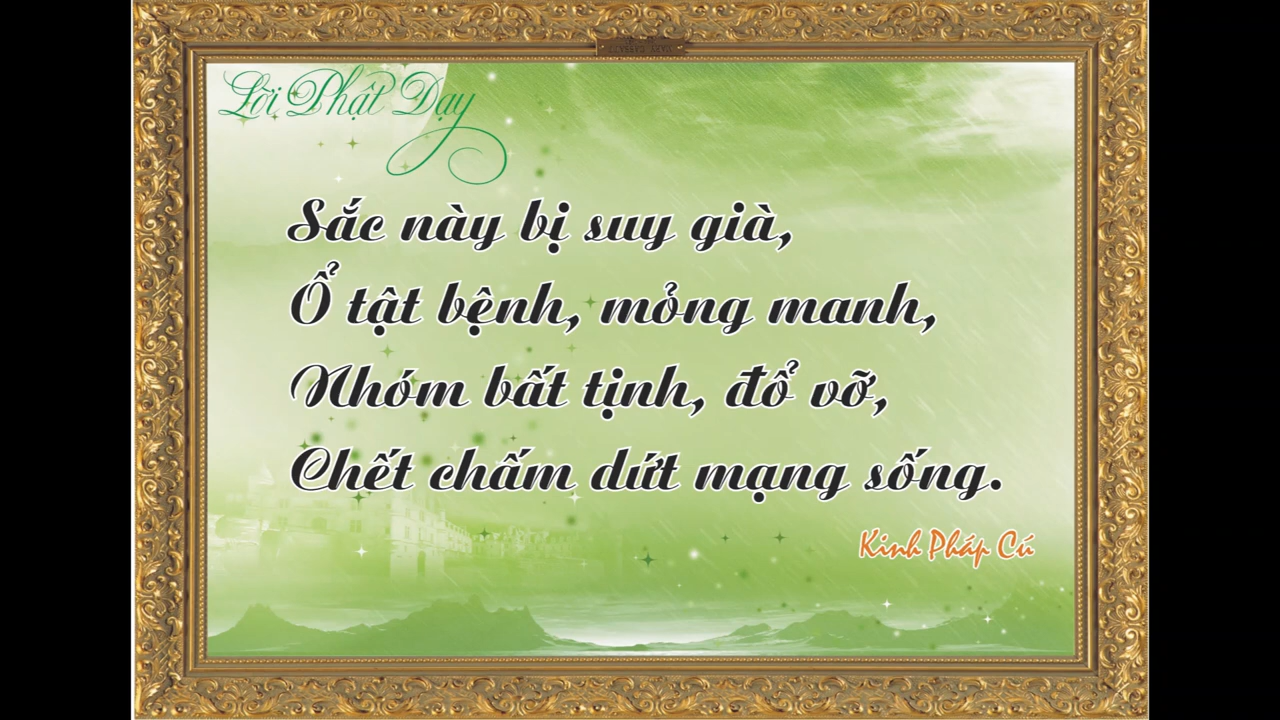 Lời Phật Dạy
Sắc này bị suy già,
Ổ tật bệnh, mỏng manh,
Nhóm bất tịnh, đổ vỡ,
Chết chấm dứt mạng sống.
Kinh Pháp Cú